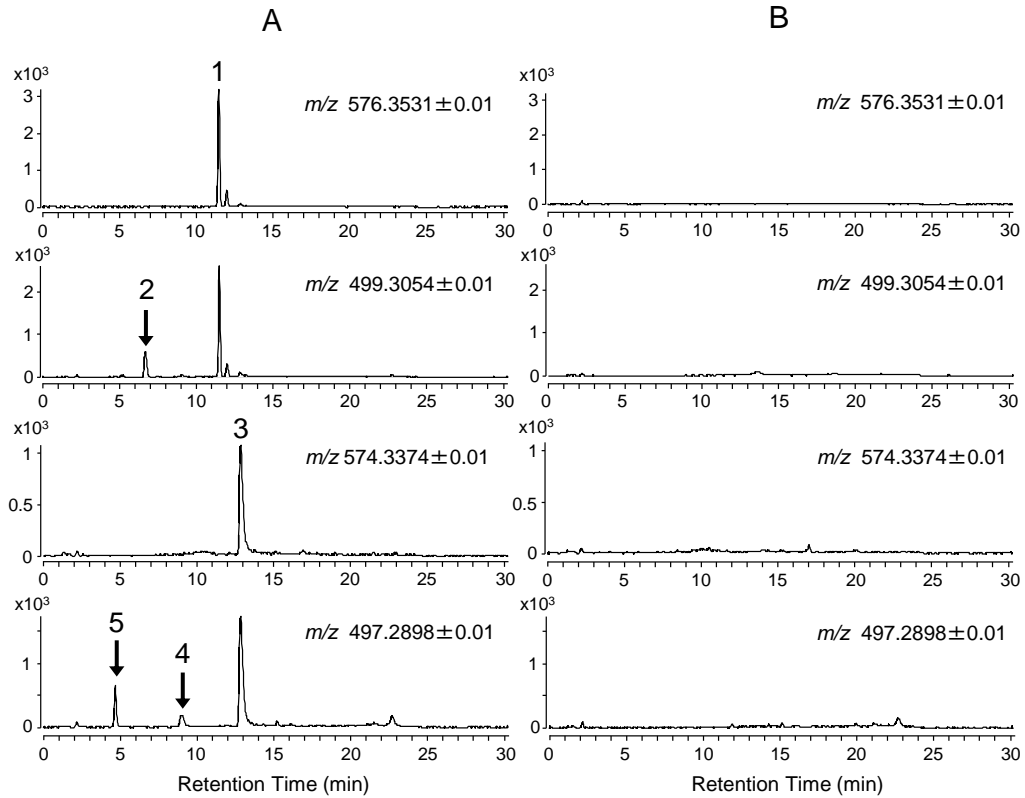 A B
x10³ 1 x10³
m/z 576.3531±0.01 m/z 576.3531±0.01
3 3
2 2
1 1
0 0
0 5 10 15 20 25 30 0 5 10 15 20 25 30
x10³ x10³
m/z 499.3054±0.01 m/z 499.3054±0.01
2 2 2
1 1
0 0
0 5 10 15 20 25 30 0 5 10 15 20 25 30
x10³ 3 x10³
1 m/z 574.3374±0.01 1 m/z 574.3374±0.01
0.5 0.5
0 0
0 5 10 15 20 25 30 0 5 10 15 20 25 30
x10³ x10³
5 m/z 497.2898±0.01 m/z 497.2898±0.01
4
1 1
0 0
0 5 10 15 20 25 30 0 5 10 15 20 25 30
Retention Time (min) Retention Time (min)